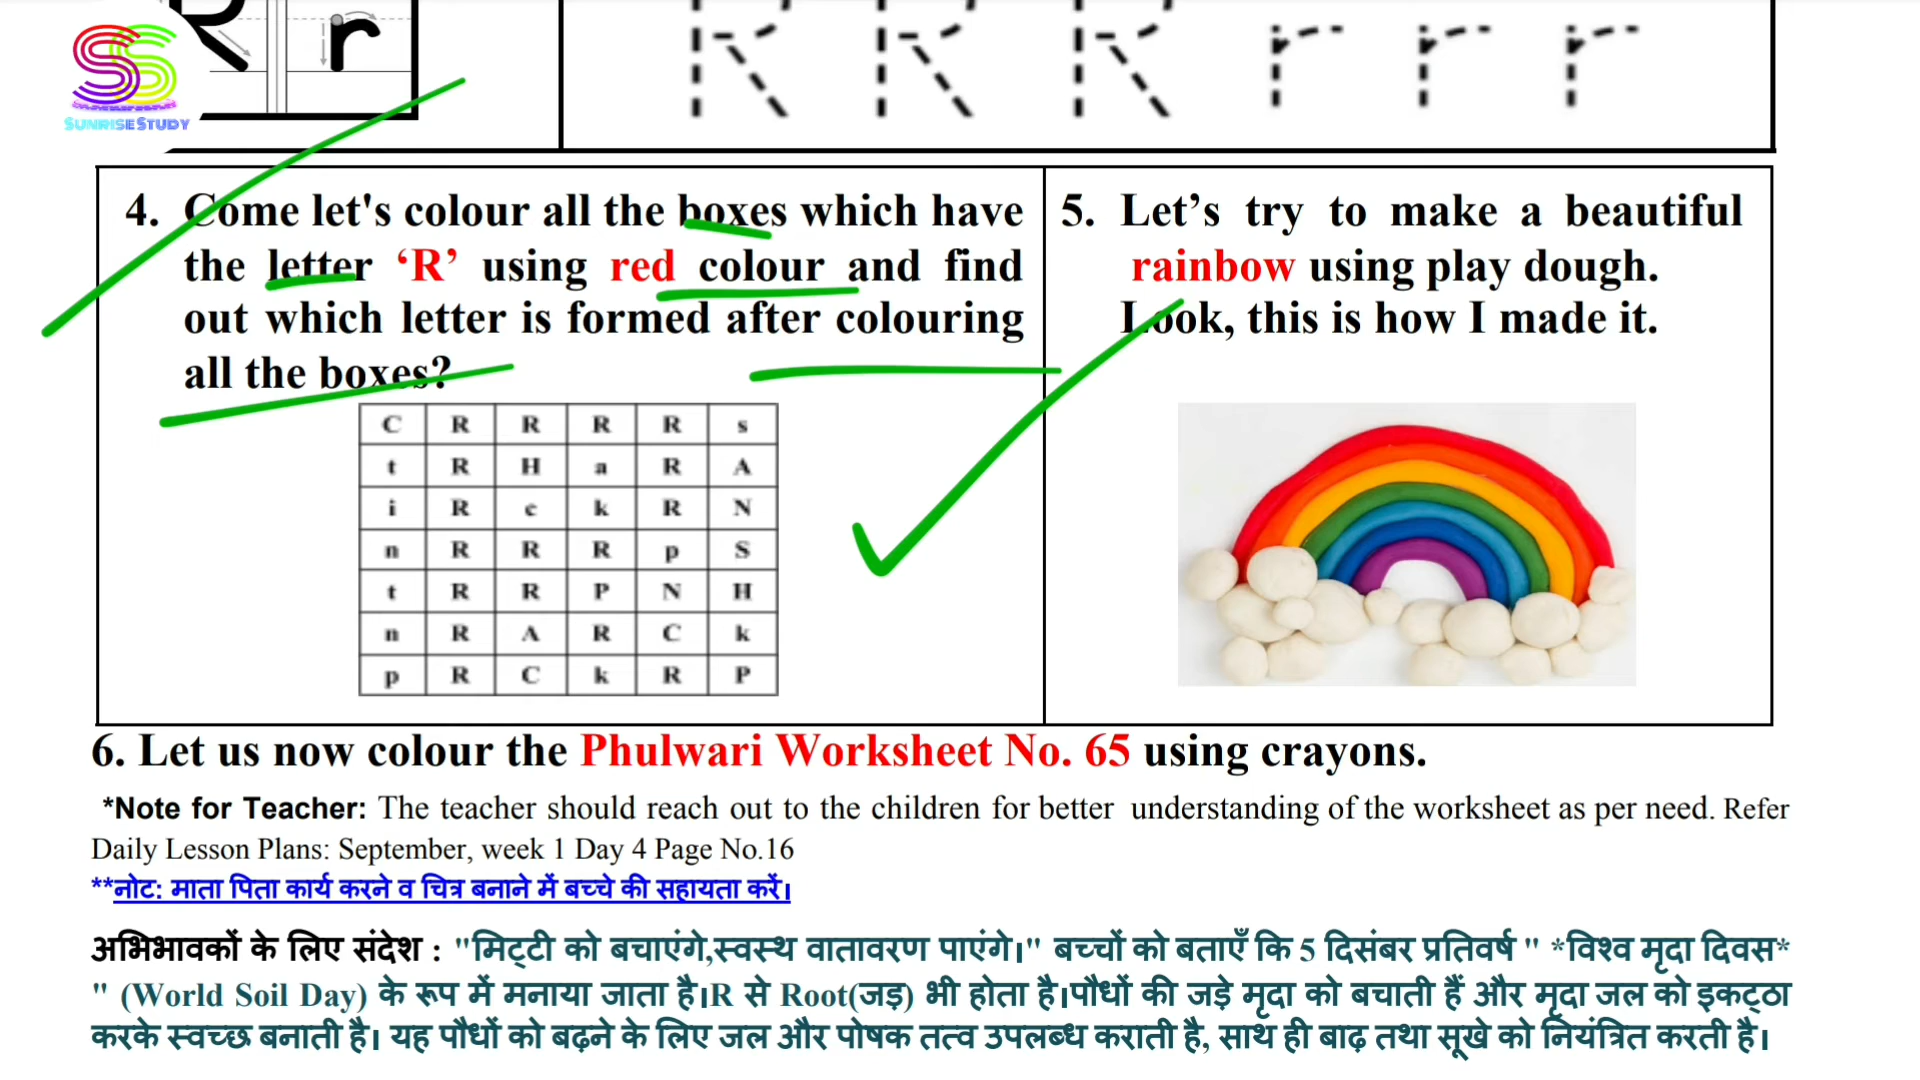 R r
R R R r r r
SS
SUNRISESTUDY
4. Come let's colour all the boxes which have
the letter ‘R’ using red colour and find
out which letter is formed after colouring
all the boxes?
C R R R R s
t R H a R A
i R e k R N
n R R R p S
t R R P N H
n R A R C k
p R C k R P
5. Let’s try to make a beautiful
rainbow using play dough.
Look, this is how I made it.
6. Let us now colour the Phulwari Worksheet No. 65 using crayons.
*Note for Teacher: The teacher should reach out to the children for better understanding of the worksheet as per need. Refer
Daily Lesson Plans: September, week 1 Day 4 Page No.16
**नोट: माता पिता कार्य करने व चित्र बनाने में बच्चे की सहायता करें।
अभिभावकों के लिए संदेश : "मिट्टी को बचाएंगे,स्वस्थ वातावरण पाएंगे।" बच्चों को बताएँ कि 5 दिसंबर प्रतिवर्ष " *विश्व मृदा दिवस*
" (World Soil Day) के रूप में मनाया जाता है।R से Root(जड़) भी होता है।पौधों की जड़े मृदा को बचाती हैं और मृदा जल को इकट्ठा
करके स्वच्छ बनाती है। यह पौधों को बढ़ने के लिए जल और पोषक तत्व उपलब्ध कराती है, साथ ही बाढ़ तथा सूखे को नियंत्रित करती है।